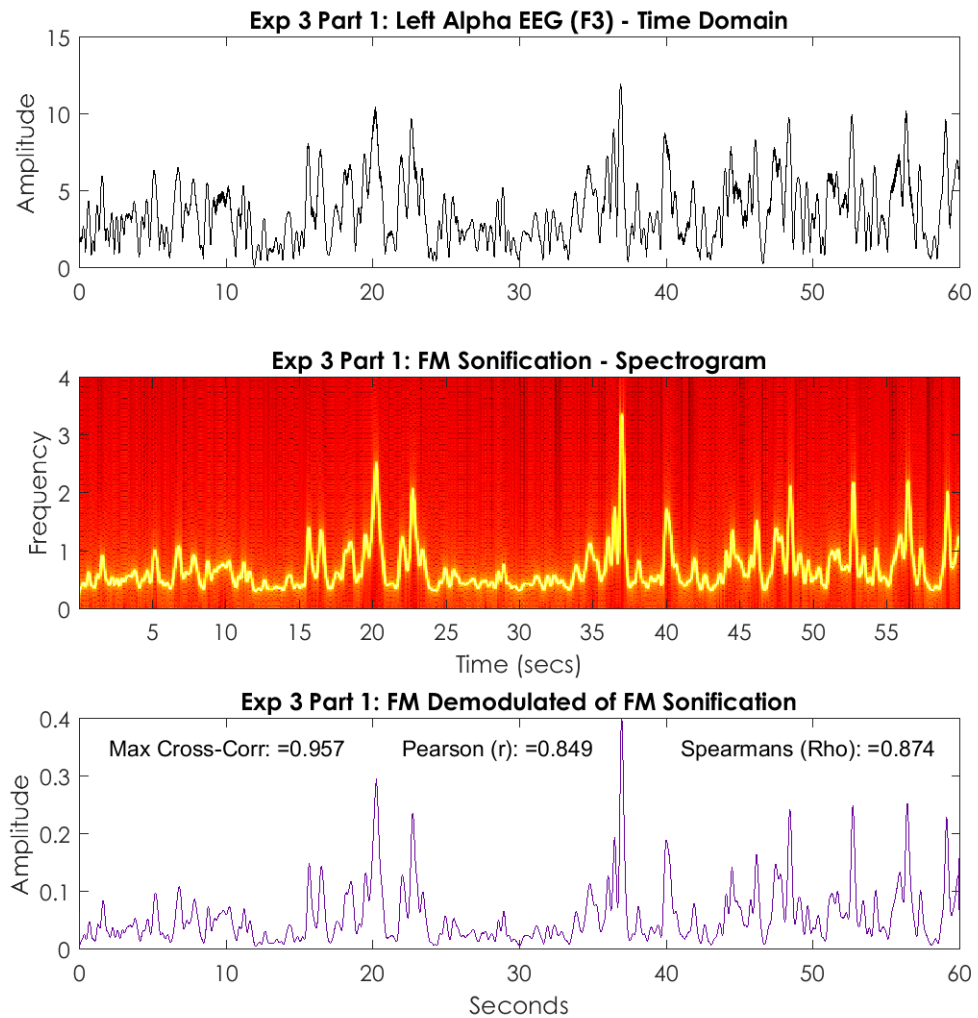 Exp 3 Part 1: Left Alpha EEG (F3) - Time Domain
15
10
5
0
Amplitude
0 10 20 30 40 50 60
Exp 3 Part 1: FM Sonification - Spectrogram
4
3
2
1
0
Frequency
5 10 15 20 25 30 35 40 45 50 55
Time (secs)
Exp 3 Part 1: FM Demodulated of FM Sonification
0.4
0.3
0.2
0.1
0
Amplitude
Max Cross-Corr: =0.957 Pearson (r): =0.849 Spearmans (Rho): =0.874
0 10 20 30 40 50 60
Seconds